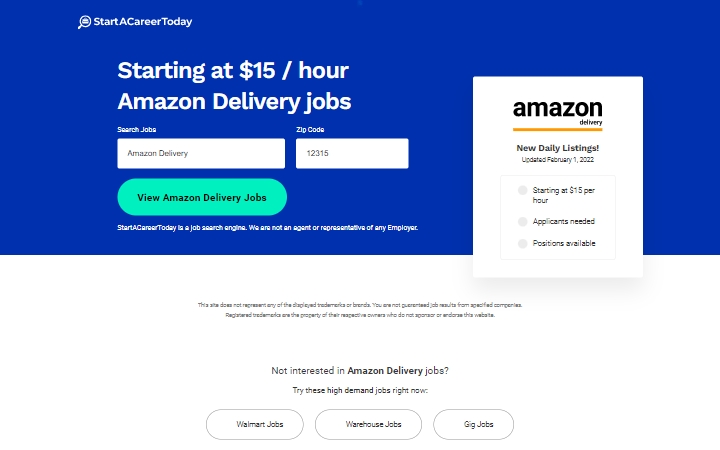 StartACareerToday
Starting at $15 / hour
Amazon Delivery jobs
Search Jobs
Zip Code
Amazon Delivery
12315
View Amazon Delivery Jobs
StartACareerToday is a job search engine. We are not an agent or representative of any Employer.
amazon
delivery
New Daily Listings!
Updated February 1, 2022
Starting at $15 per
hour
Applicants needed
Positions available
This site does not represent any of the displayed trademarks or brands. You are not guaranteed job results from specified companies.
Registered trademarks are the property of their respective owners who do not sponsor or endorse this website.
Not interested in Amazon Delivery jobs?
Try these high demand jobs right now:
Walmart Jobs
Warehouse Jobs
Gig Jobs